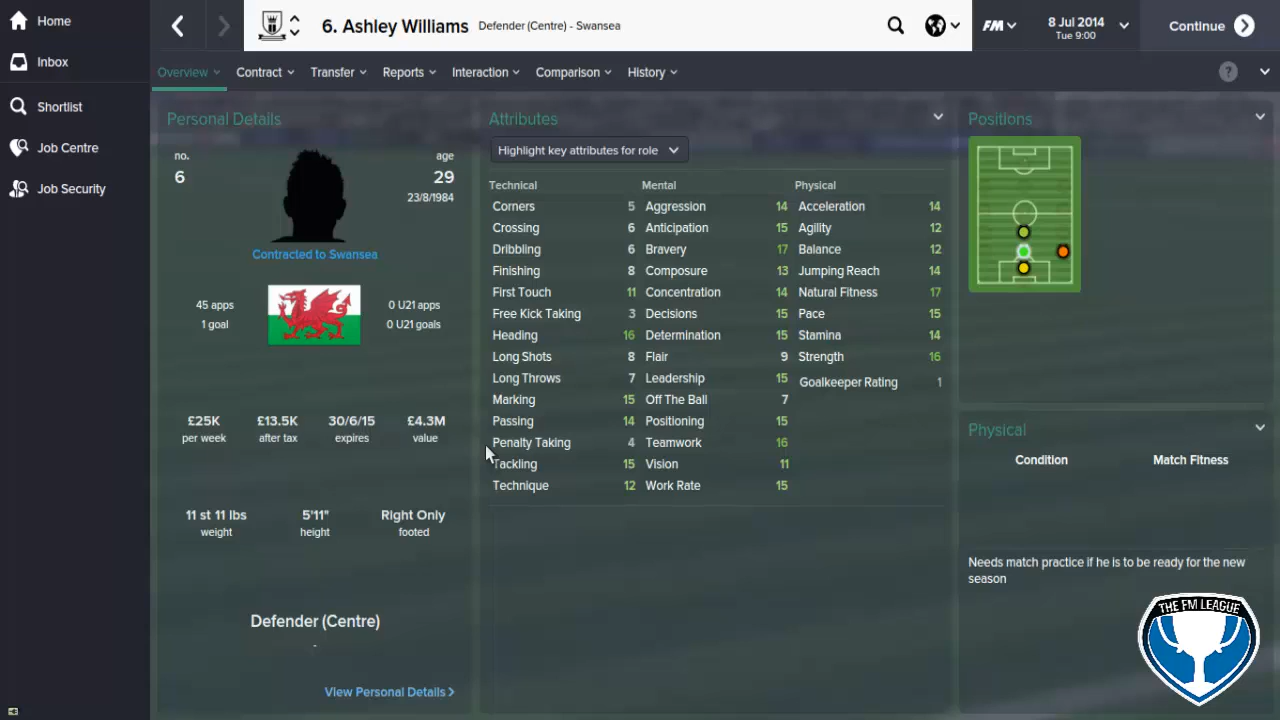 Home
Inbox
Shortlist
Job Centre
Job Security
6. Ashley Williams Defender (Centre) - Swansea
FM
8 Jul 2014
Tue 9:00
Continue
Overview Contract Transfer Reports Interaction Comparison History
?
Personal Details
no.
6
age
29
23/8/1984
Contracted to Swansea
45 apps
1 goal
0 U21 apps
0 U21 goals
£25K
per week
£13.5K
after tax
30/6/15
expires
£4.3M
value
11 st 11 lbs
weight
5'11"
height
Right Only
footed
Defender (Centre)
-
View Personal Details >
Attributes
Highlight key attributes for role
Technical Mental Physical
Corners 5 Aggression 14 Acceleration 14
Crossing 6 Anticipation 15 Agility 12
Dribbling 6 Bravery 17 Balance 12
Finishing 8 Composure 13 Jumping Reach 14
First Touch 11 Concentration 14 Natural Fitness 17
Free Kick Taking 3 Decisions 15 Pace 15
Heading 16 Determination 15 Stamina 14
Long Shots 8 Flair 9 Strength 16
Long Throws 7 Leadership 15 Goalkeeper Rating 1
Marking 15 Off The Ball 7
Passing 14 Positioning 15
Penalty Taking 4 Teamwork 16
Tackling 15 Vision 11
Technique 12 Work Rate 15
Positions
Physical
Condition Match Fitness
Needs match practice if he is to be ready for the new
season
THE FM LEAGUE